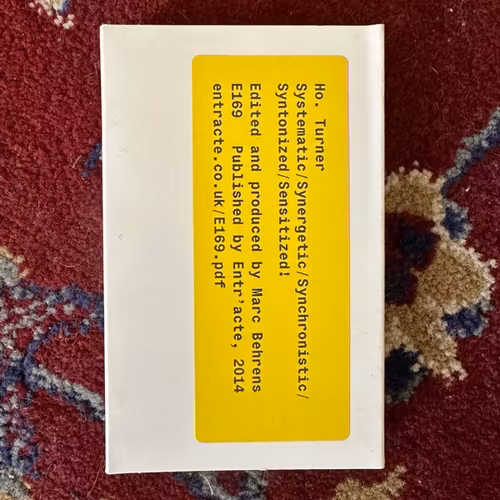 Ho. Turner
Systematic/Synergetic/Synchronistic/
Syntonized/Sensitized!
Edited and produced by Marc Behrens
E169 Published by Entr'acte, 2014
entracte.co.uk/E169.pdf